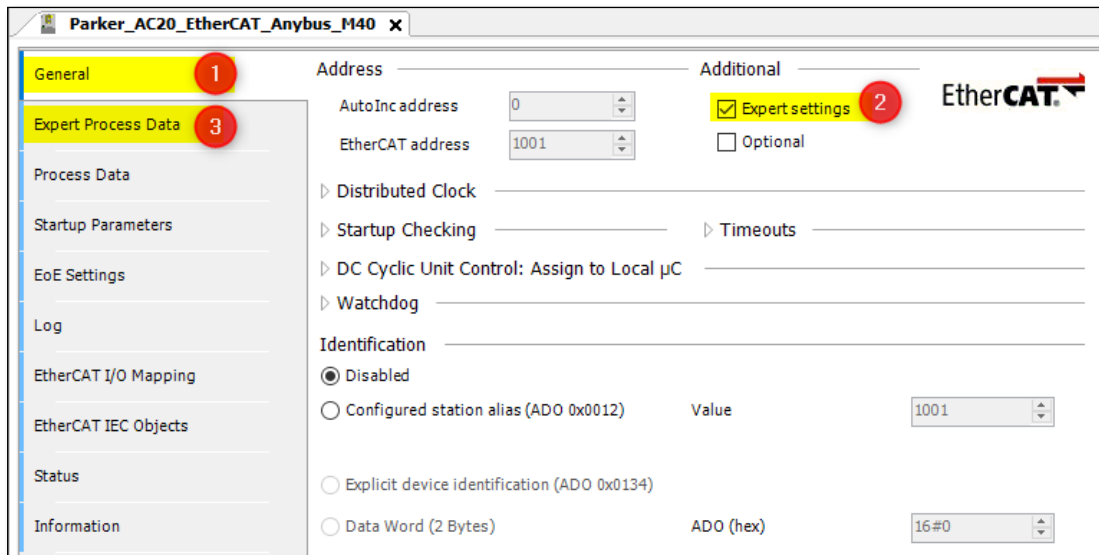 Parker_AC20_EtherCAT_Anybus_M40 X
General 1
Expert Process Data 3
Process Data
Startup Parameters
EoE Settings
Log
EtherCAT I/O Mapping
EtherCAT IEC Objects
Status
Information
Address
AutoInc address 0
EtherCAT address 1001
Additional
Expert settings 2
Optional
EtherCAT.
Distributed Clock
Startup Checking
Timeouts
DC Cyclic Unit Control: Assign to Local µC
Watchdog
Identification
Disabled
Configured station alias (ADO 0x0012) Value 1001
Explicit device identification (ADO 0x0134)
Data Word (2 Bytes) ADO (hex) 16#0